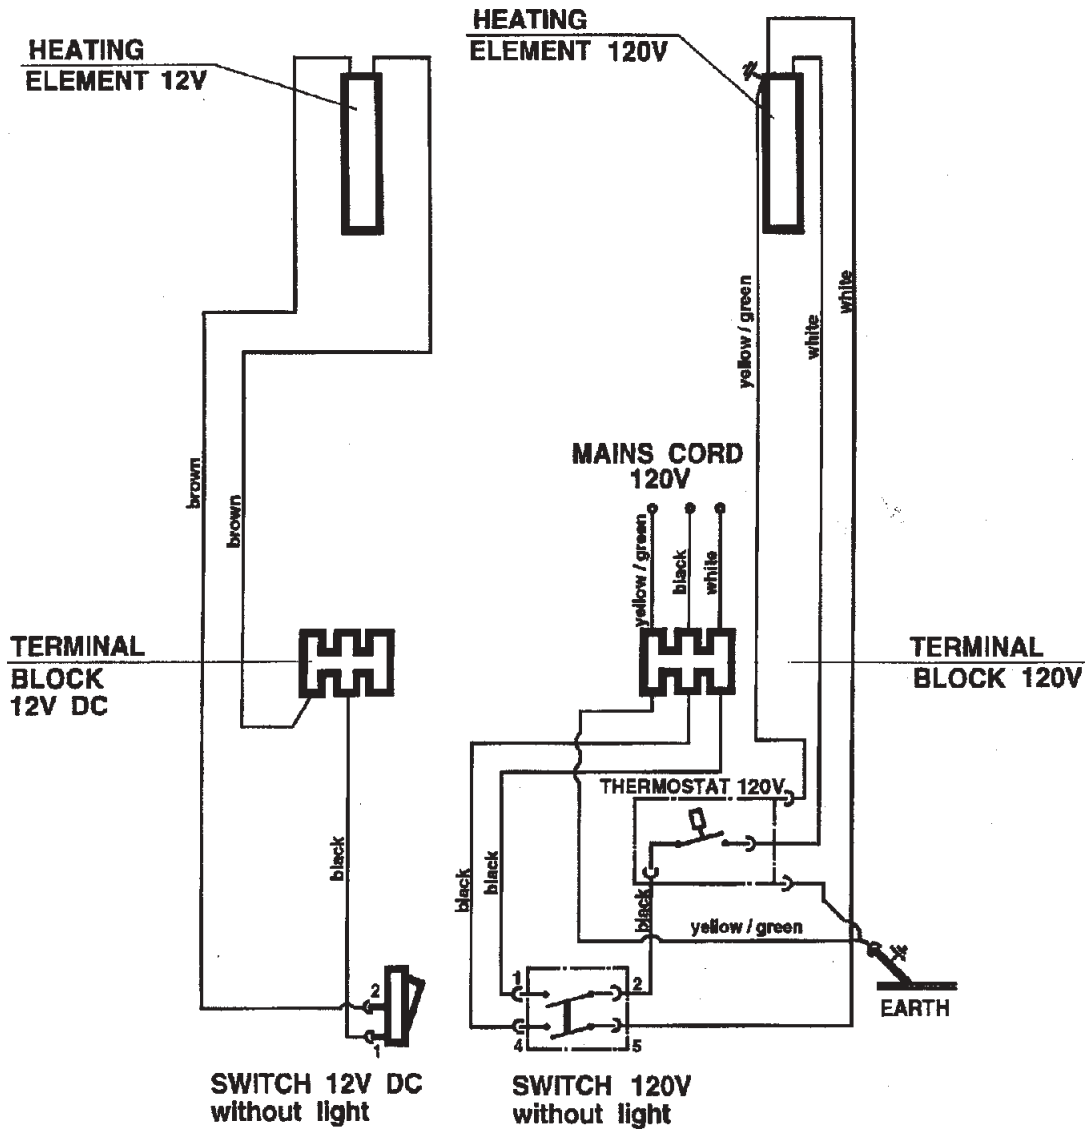 HEATING
ELEMENT 12V
HEATING
ELEMENT 120V
yellow / green
white
white
MAINS CORD
120V
brown
brown
yellow / green
black
white
TERMINAL
BLOCK
12V DC
TERMINAL
BLOCK 120V
THERMOSTAT 120V
black
black
black
black
yellow / green
1
2
4
5
2
1
EARTH
SWITCH 12V DC
without light
SWITCH 120V
without light